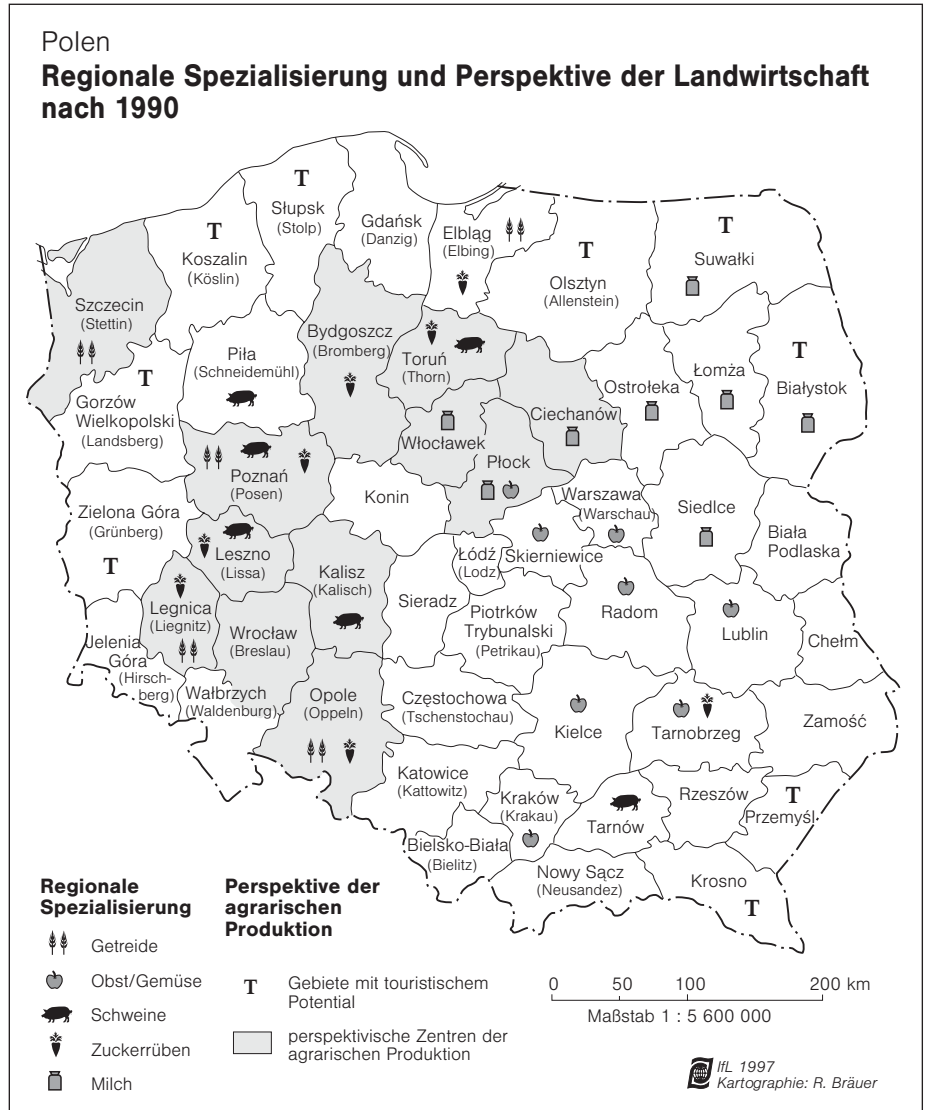 Polen
Regionale Spezialisierung und Perspektive der Landwirtschaft
nach 1990
T
Słupsk
(Stolp)
Gdańsk
(Danzig)
T
Koszalin
(Köslin)
Elbląg
(Elbing)
T
Olsztyn
(Allenstein)
T
Suwałki
Szczecin
(Stettin)
Bydgoszcz
(Bromberg)
Toruń
(Thorn)
Piła
(Schneidemühl)
T
Gorzów
Wielkopolski
(Landsberg)
Ciechanów
Ostrołęka
Łomża
T
Białystok
Włocławek
Płock
Poznań
(Posen)
Konin
Warszawa
(Warschau)
Siedlce
Biała
Podlaska
Zielona Góra
(Grünberg)
T
Leszno
(Lissa)
Kalisz
(Kalisch)
Łódź
(Lodz)
Skierniewice
Legnica
(Liegnitz)
Wrocław
(Breslau)
Sieradz
Piotrków
Trybunalski
(Petrikau)
Radom
Lublin
Chełm
Jelenia
Góra
(Hirsch-
berg)
Wałbrzych
(Waldenburg)
Opole
(Oppeln)
Częstochowa
(Tschenstochau)
Kielce
Tarnobrzeg
Zamość
Katowice
(Kattowitz)
Kraków
(Krakau)
Tarnów
Rzeszów
T
Przemyśl
Bielsko-Biała
(Bielitz)
Nowy Sącz
(Neusandez)
Krosno
T
Regionale
Spezialisierung
Getreide
Obst/Gemüse
Schweine
Zuckerrüben
Milch
Perspektive der
agrarischen
Produktion
T Gebiete mit touristischem
Potential
perspektivische Zentren der
agrarischen Produktion
0 50 100 200 km
Maßstab 1 : 5 600 000
IfL 1997
Kartographie: R. Bräuer